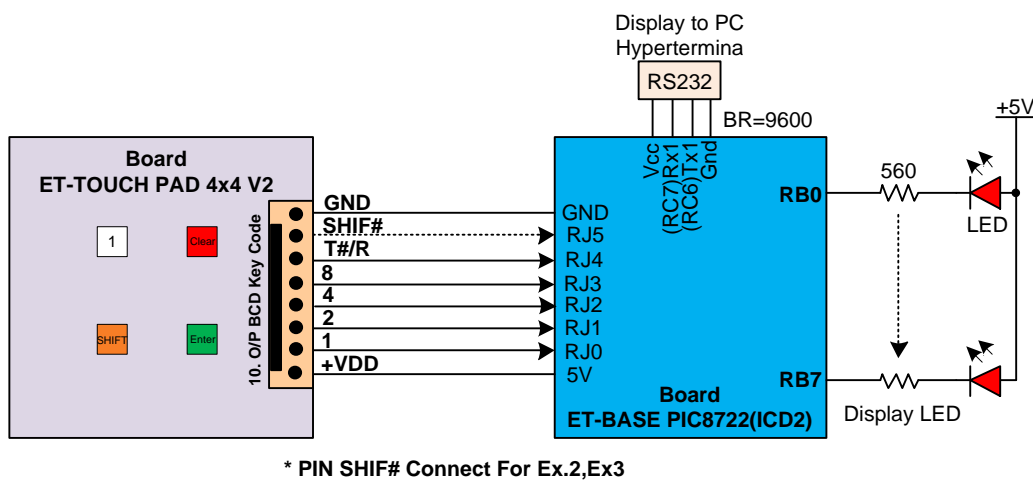 Display to PC
Hypertermina
RS232
BR=9600
+5V
Board
ET-TOUCH PAD 4x4 V2
1
Clear
SHIFT
Enter
10. O/P BCD Key Code
GND
SHIF#
T#/R
8
4
2
1
+VDD
Vcc
(RC7)Rx1
(RC6)Tx1
Gnd
GND
RJ5
RJ4
RJ3
RJ2
RJ1
RJ0
5V
RB0
RB7
Board
ET-BASE PIC8722(ICD2)
560
LED
Display LED
* PIN SHIF# Connect For Ex.2,Ex3